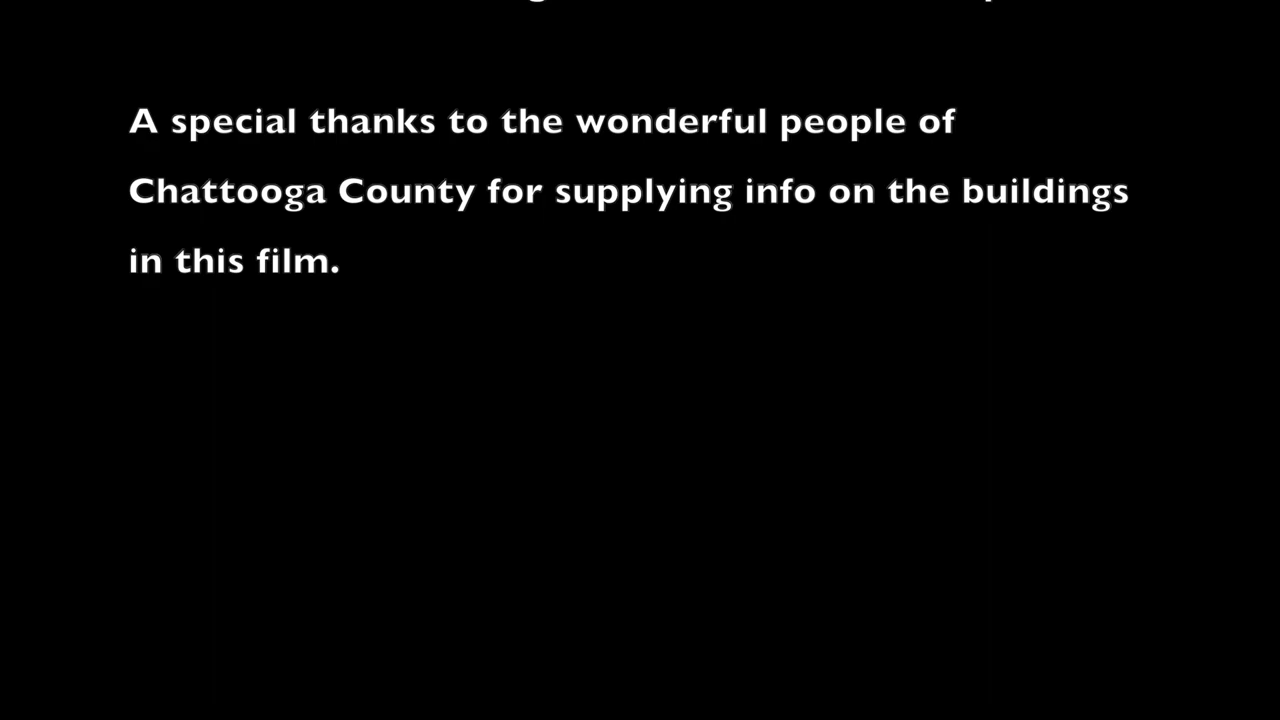 A special thanks to the wonderful people of
Chattooga County for supplying info on the buildings
in this film.